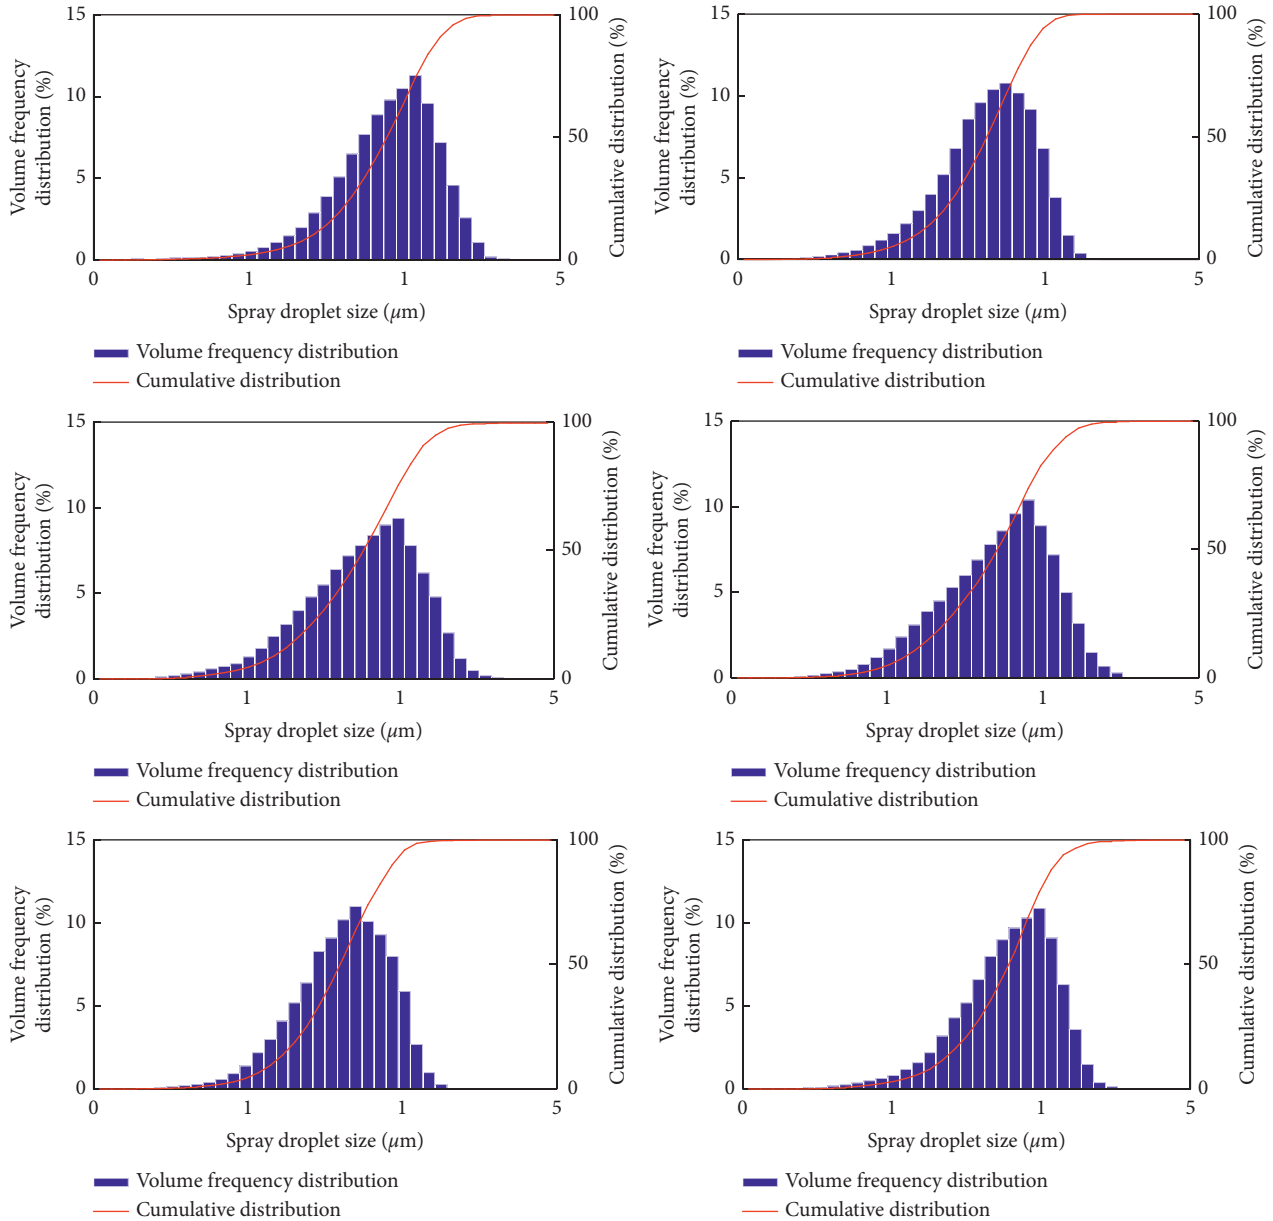 Volume frequency
distribution (%)
15
10
5
0
100
50
0
Cumulative distribution (%)
0 1 1 5
Spray droplet size (µm)
Volume frequency distribution
Cumulative distribution
Volume frequency
distribution (%)
15
10
5
0
100
50
0
Cumulative distribution (%)
0 1 1 5
Spray droplet size (µm)
Volume frequency distribution
Cumulative distribution
Volume frequency
distribution (%)
15
10
5
0
100
50
0
Cumulative distribution (%)
0 1 1 5
Spray droplet size (µm)
Volume frequency distribution
Cumulative distribution
Volume frequency
distribution (%)
15
10
5
0
100
50
0
Cumulative distribution (%)
0 1 1 5
Spray droplet size (µm)
Volume frequency distribution
Cumulative distribution
Volume frequency
distribution (%)
15
10
5
0
100
50
0
Cumulative distribution (%)
0 1 1 5
Spray droplet size (µm)
Volume frequency distribution
Cumulative distribution
Volume frequency
distribution (%)
15
10
5
0
100
50
0
Cumulative distribution (%)
0 1 1 5
Spray droplet size (µm)
Volume frequency distribution
Cumulative distribution